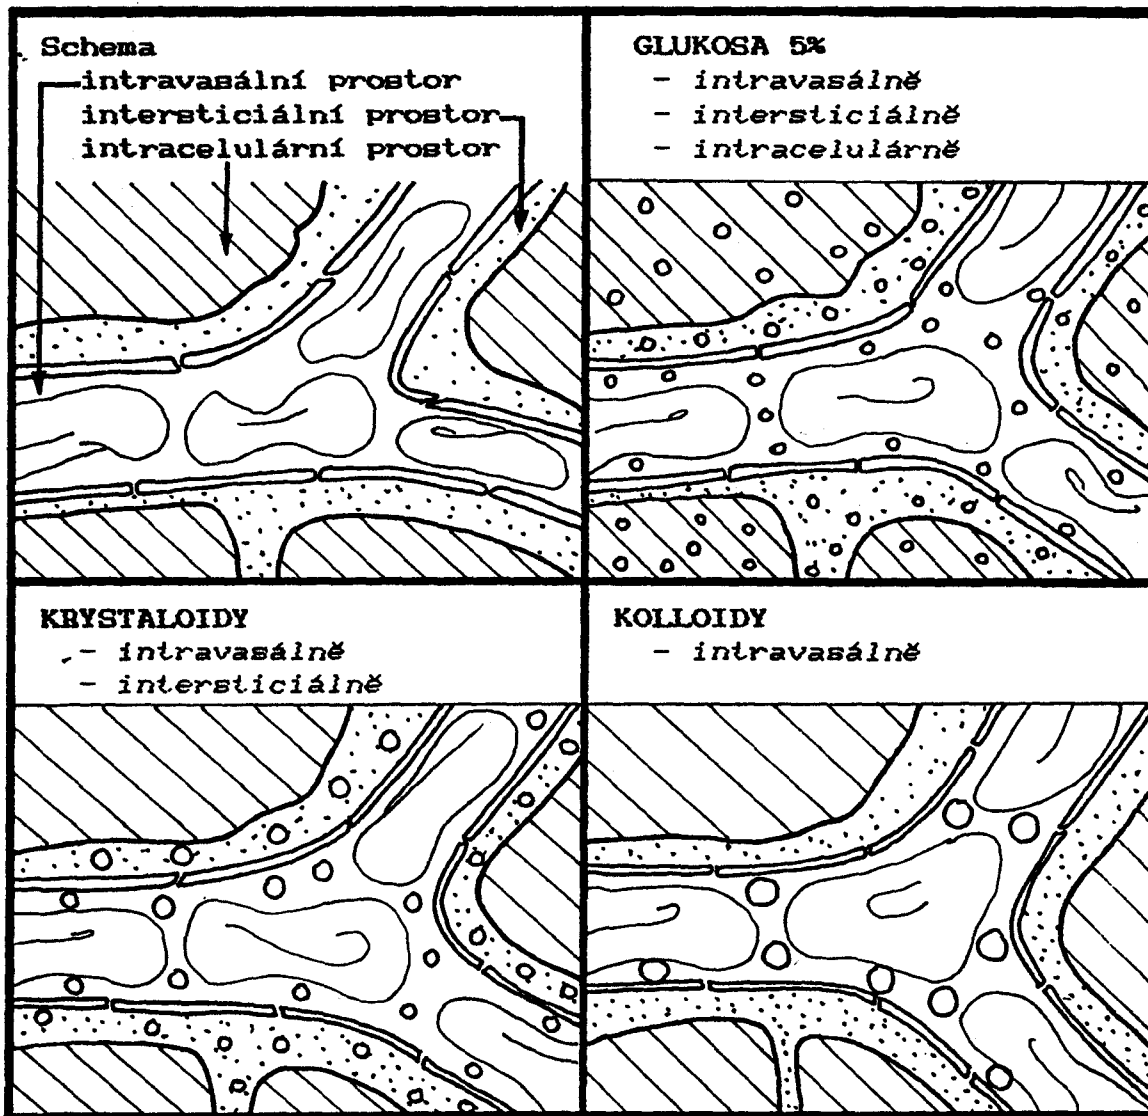 Schema
intravasální prostor
intersticiální prostor
intracelulární prostor
GLUKOSA 5%
- intravasálně
- intersticiálně
- intracelulárně
KRYSTALOIDY
- intravasálně
- intersticiálně
KOLLOIDY
- intravasálně